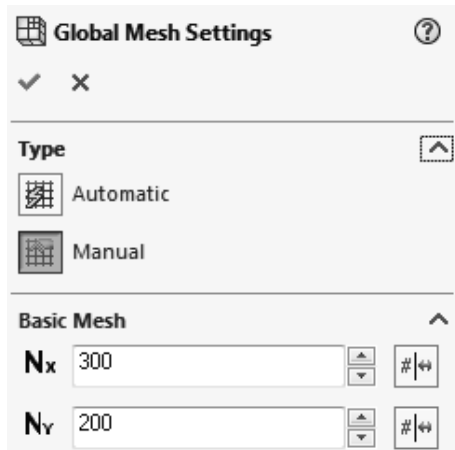 Global Mesh Settings ?
Type
Automatic
Manual
Basic Mesh
Nx 300 #
NY 200 #